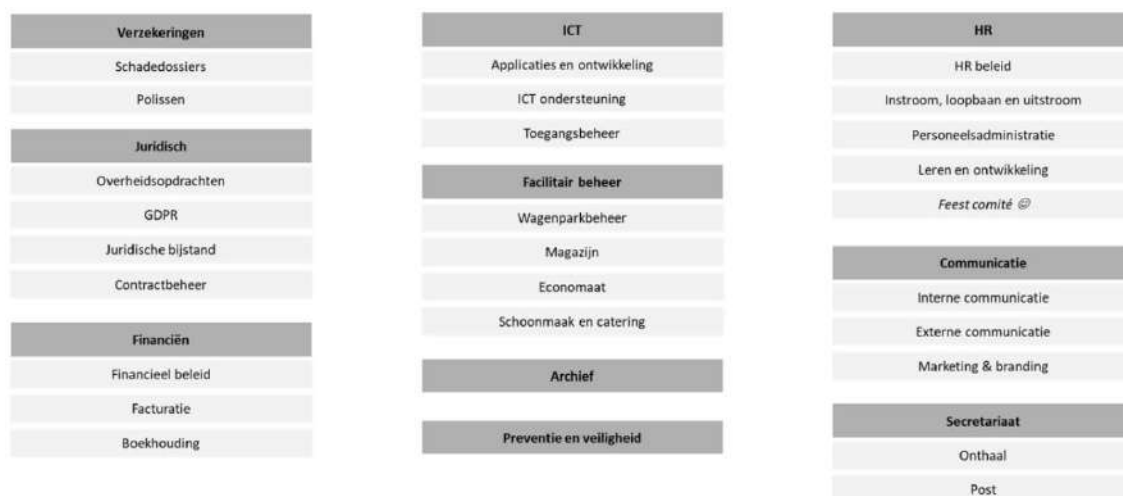 Verzekeringen
Schadedossiers
Polissen
Juridisch
Overheidsopdrachten
GDPR
Juridische bijstand
Contractbeheer
Financiën
Financieel beleid
Facturatie
Boekhouding
ICT
Applicaties en ontwikkeling
ICT ondersteuning
Toegangsbeheer
Facilitair beheer
Wagenparkbeheer
Magazijn
Economaat
Schoonmaak en catering
Archief
Preventie en veiligheid
HR
HR beleid
Instroom, loopbaan en uitstroom
Personeelsadministratie
Leren en ontwikkeling
Feest comité ☺
Communicatie
Interne communicatie
Externe communicatie
Marketing & branding
Secretariaat
Onthaal
Post